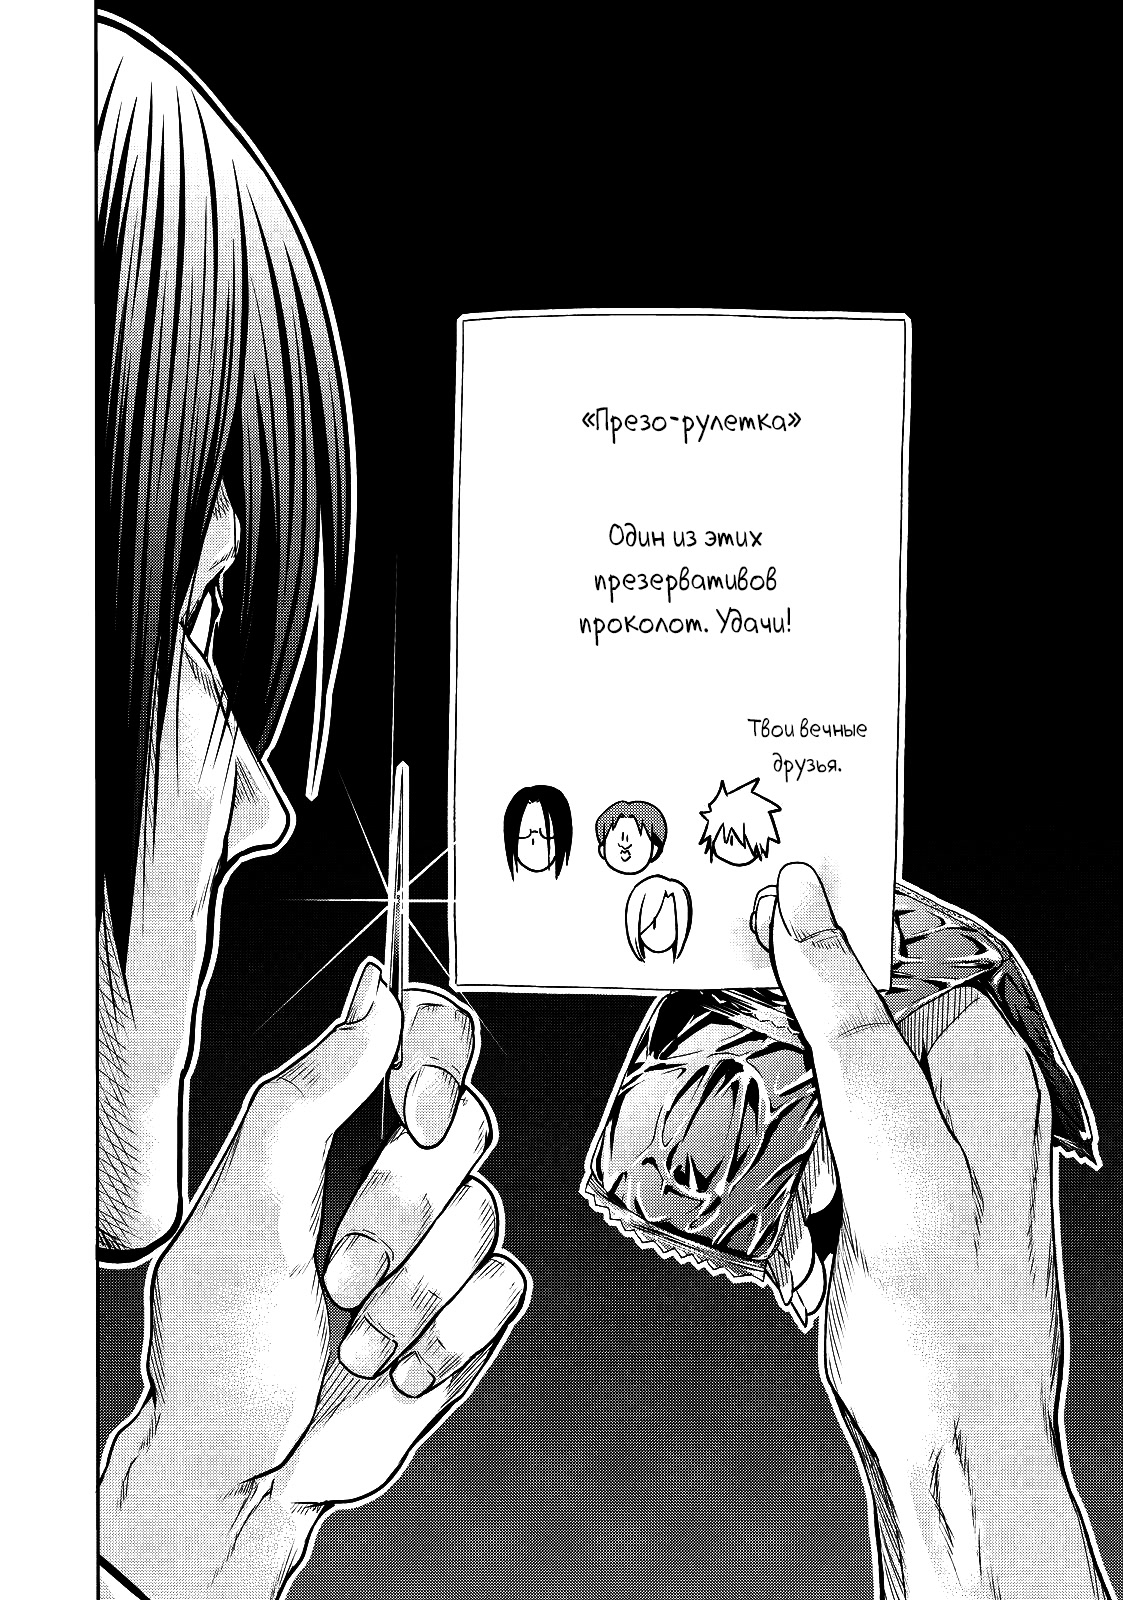 «Презо-рулетка»
Один из этих
презервативов
проколот. Удачи!
Твои вечные
друзья.